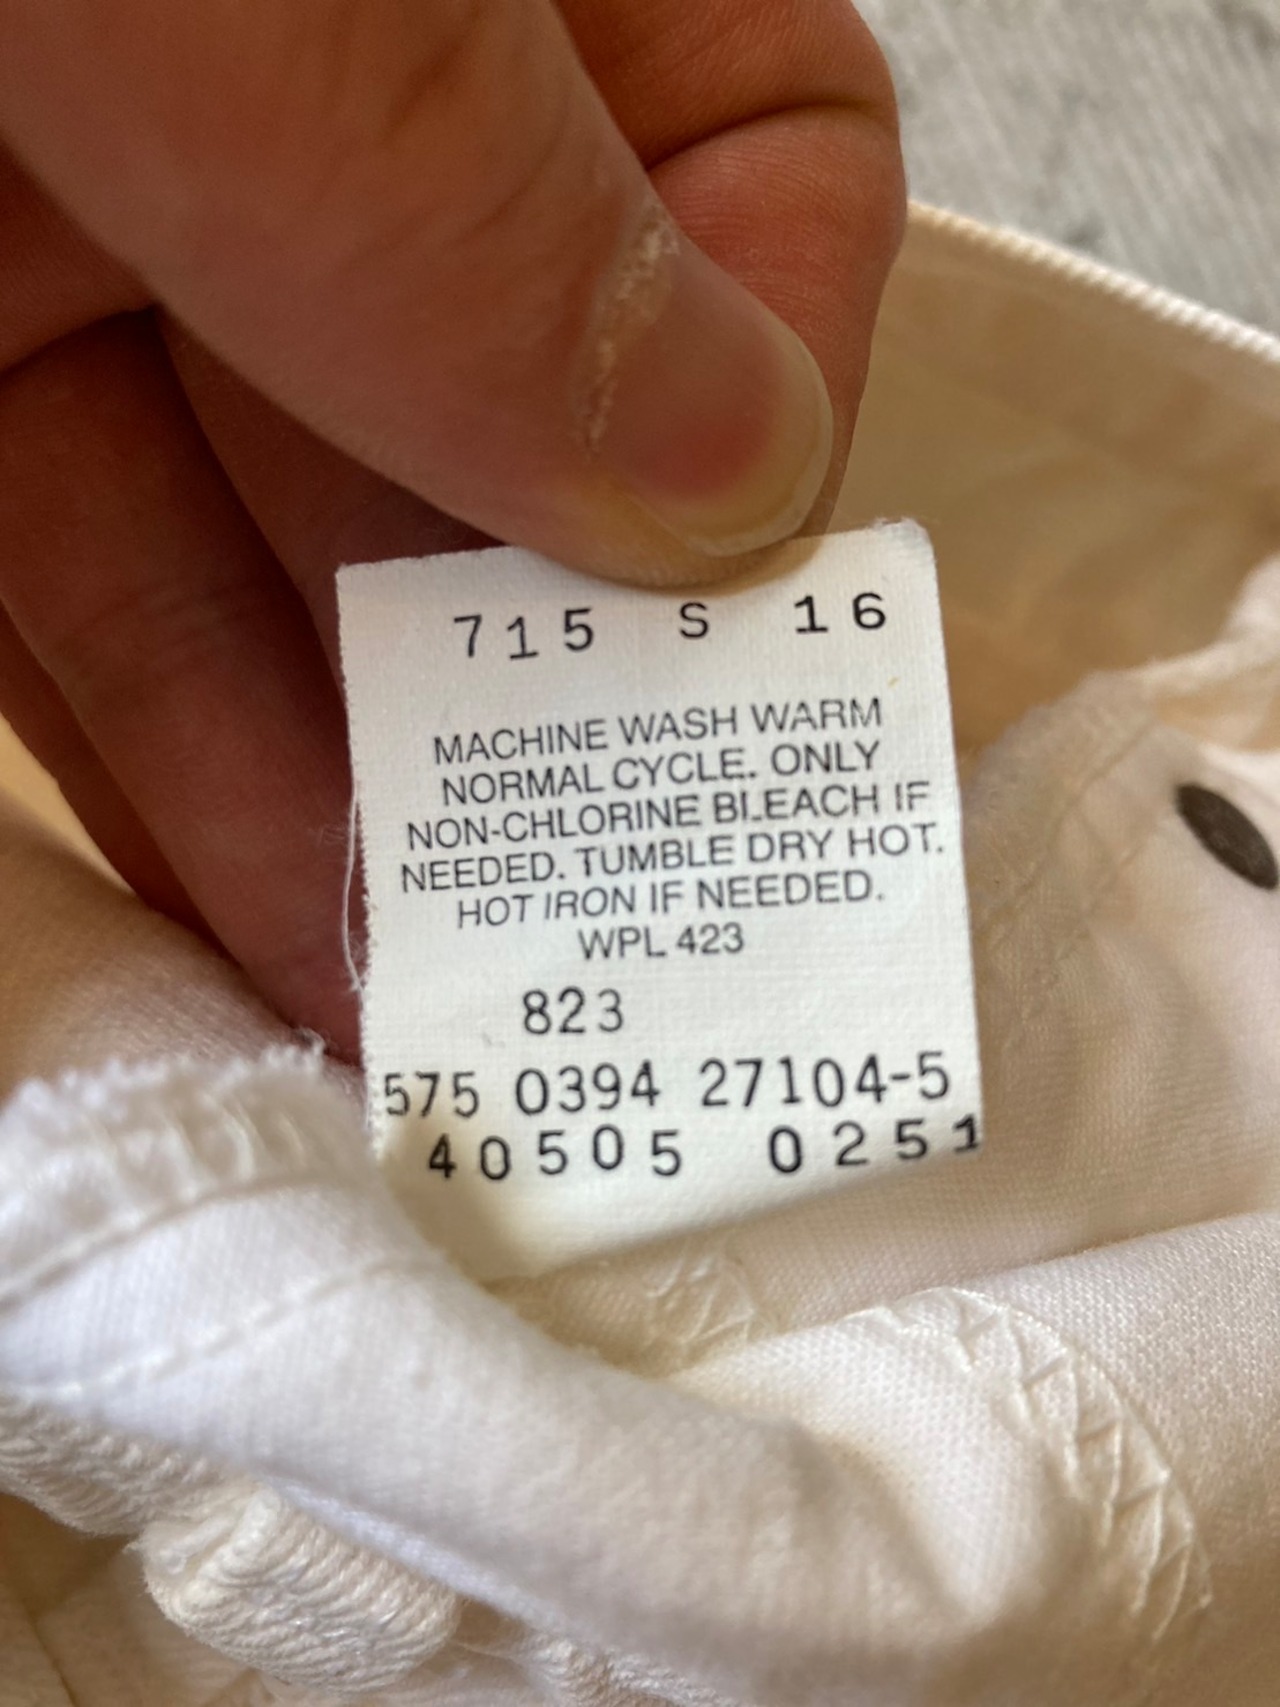 715 S 16
MACHINE WASH WARM
NORMAL CYCLE. ONLY
NON-CHLORINE BLEACH IF
NEEDED. TUMBLE DRY HOT.
HOT IRON IF NEEDED.
WPL 423
823
575 0394 27104-5
40505 0251